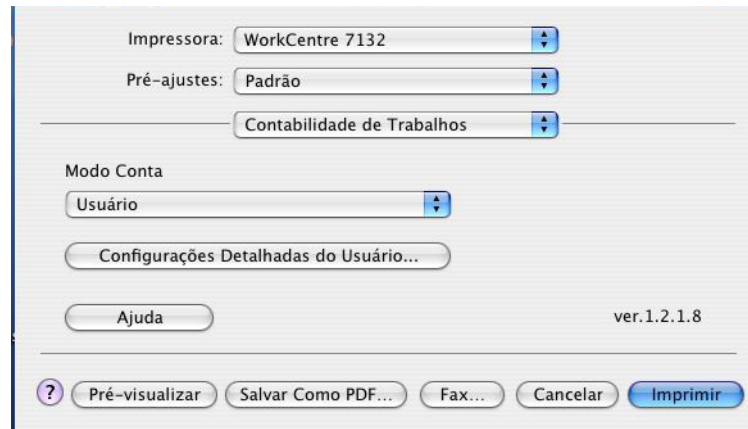 Impressora: WorkCentre 7132
Pré-ajustes: Padrão
Contabilidade de Trabalhos
Modo Conta
Usuário
Configurações Detalhadas do Usuário...
Ajuda ver.1.2.1.8
? Pré-visualizar Salvar Como PDF... Fax... Cancelar Imprimir